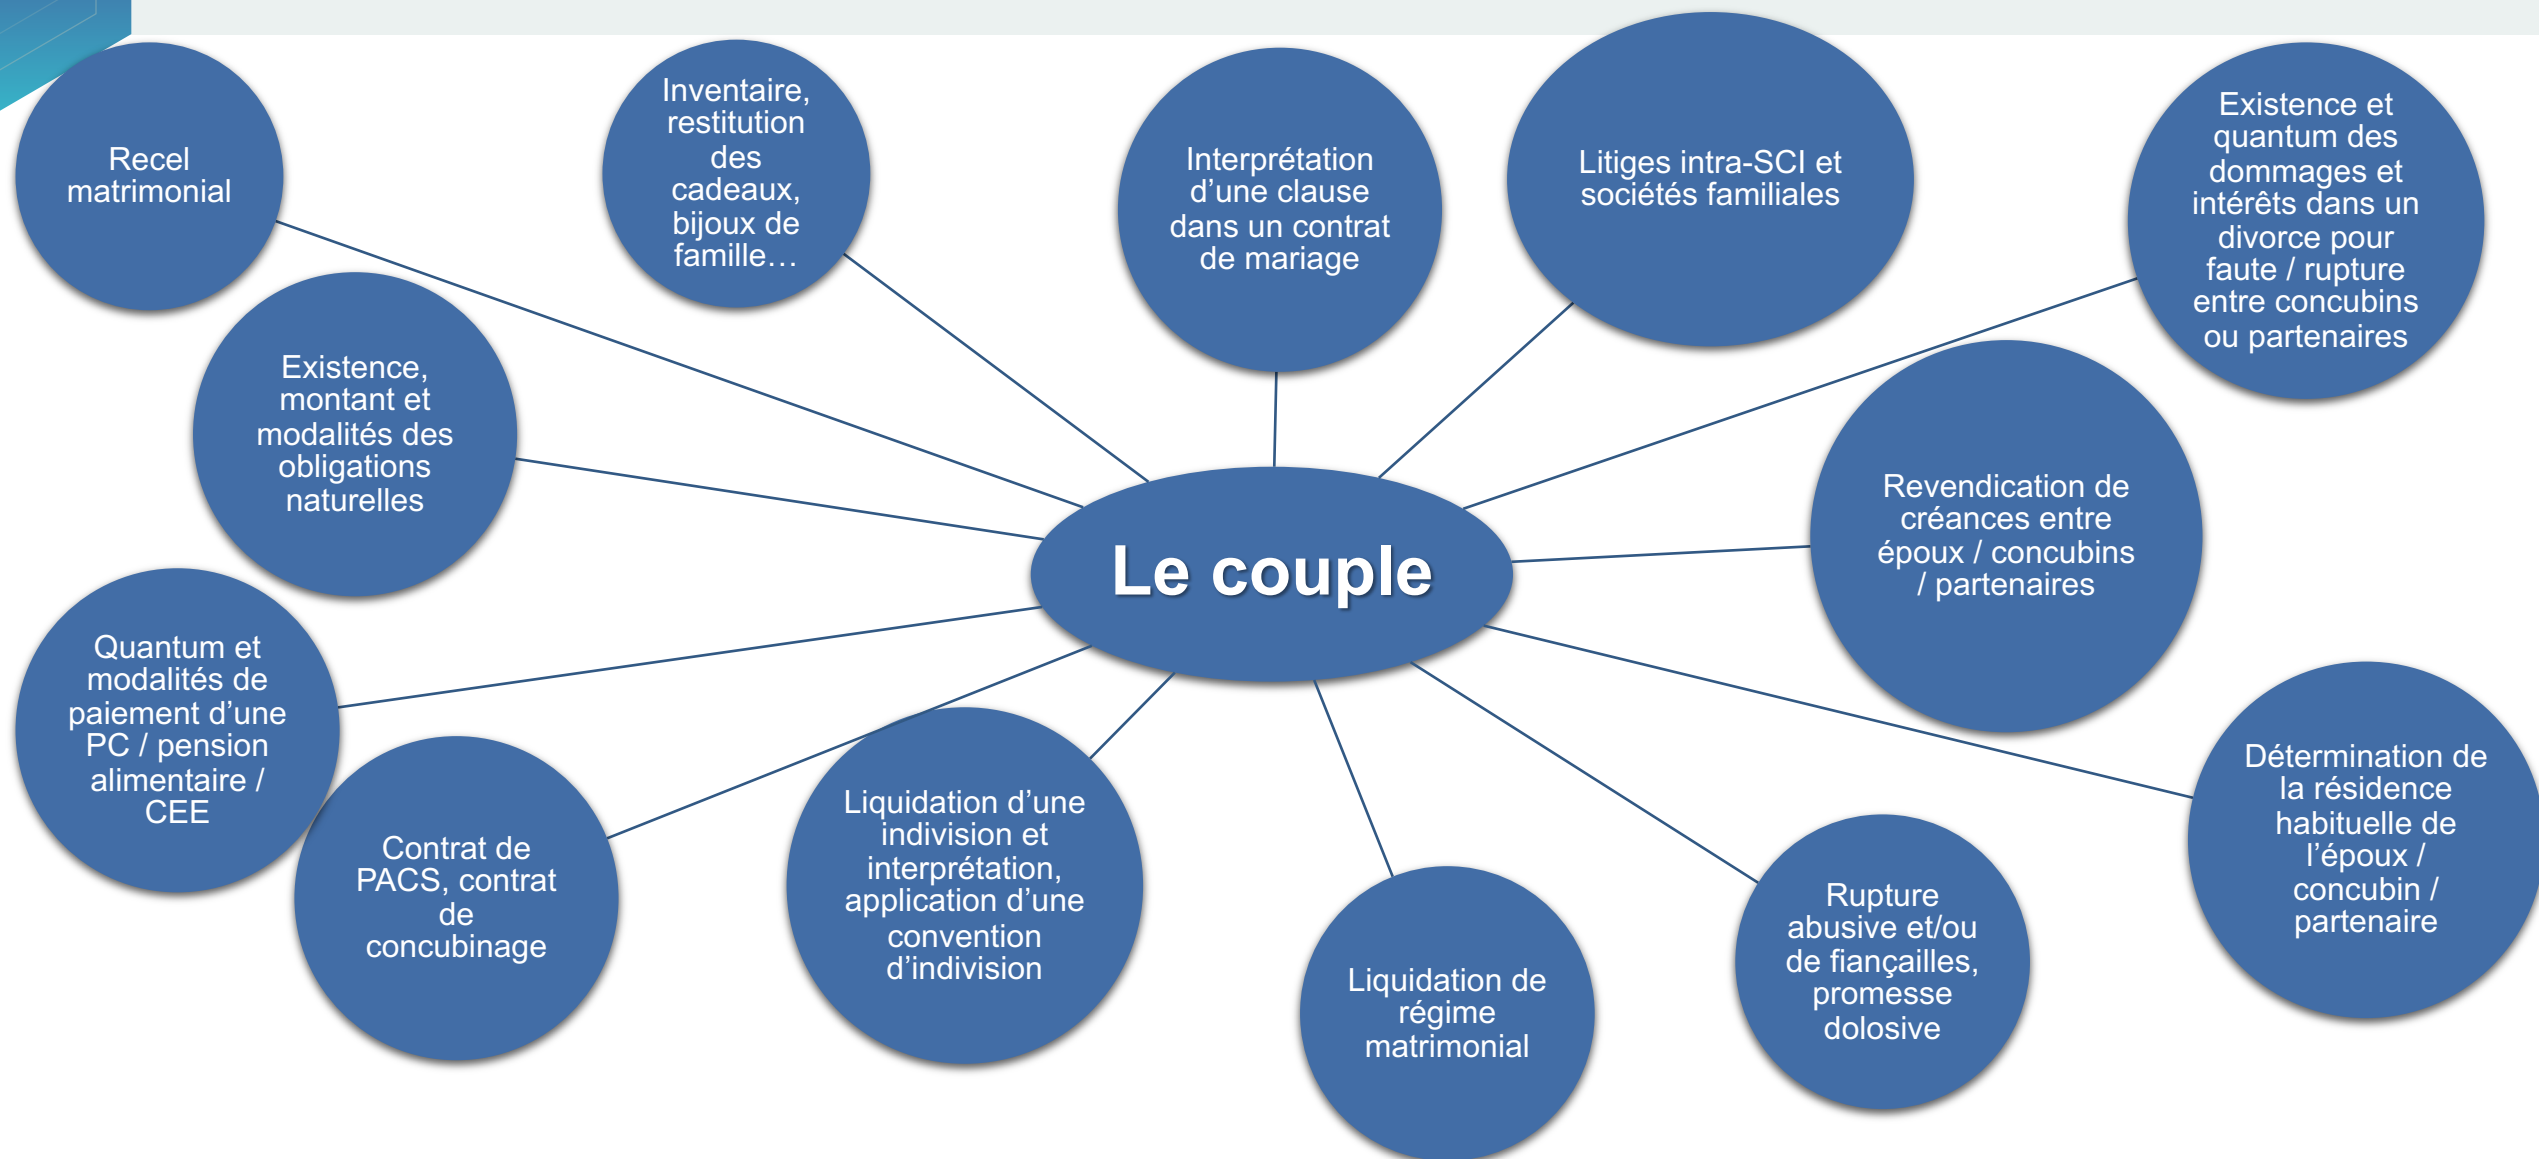 Recel
matrimonial
Inventaire,
restitution
des
cadeaux,
bijoux de
famille…
Interprétation
d’une clause
dans un contrat
de mariage
Litiges intra-SCI et
sociétés familiales
Existence et
quantum des
dommages et
intérêts dans un
divorce pour
faute / rupture
entre concubins
ou partenaires
Existence,
montant et
modalités des
obligations
naturelles
Le couple
Revendication de
créances entre
époux / concubins
/ partenaires
Quantum et
modalités de
paiement d’une
PC / pension
alimentaire /
CEE
Contrat de
PACS, contrat
de
concubinage
Liquidation d’une
indivision et
interprétation,
application d’une
convention
d’indivision
Liquidation de
régime
matrimonial
Rupture
abusive et/ou
de fiançailles,
promesse
dolosive
Détermination de
la résidence
habituelle de
l’époux /
concubin /
partenaire